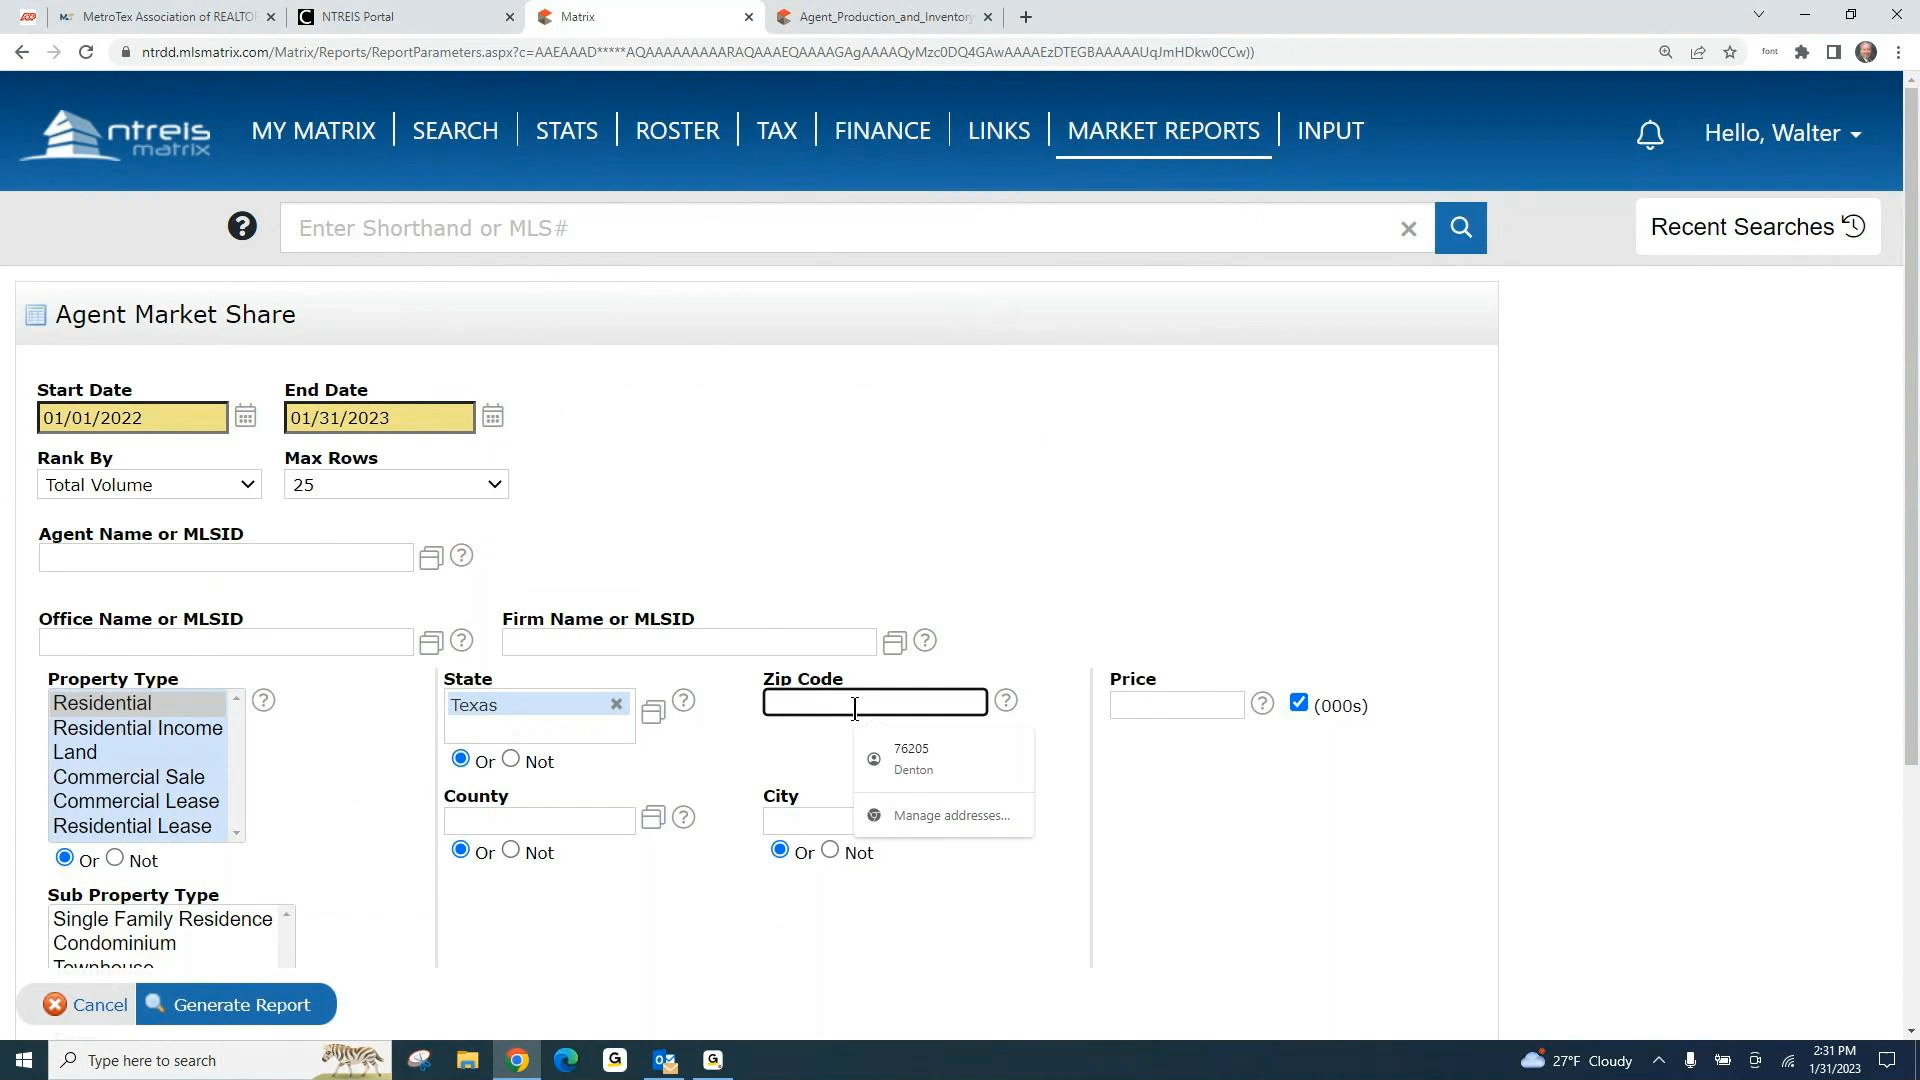 MetroTex Association of REALTO
NTREIS Portal
Matrix
Agent_Production_and_Inventory
ntrdd.mlsmatrix.com/Matrix/Reports/ReportParameters.aspx?c=AAEAAAD*****AQAAAAAAAAARAQAAAEQAAAAGAgAAAAQyMzc0DQ4GAwAAAAEzDTEGBAAAAAUqJmHDkw0CCw))
font
ntreis
matrix
MY MATRIX
SEARCH
STATS
ROSTER
TAX
FINANCE
LINKS
MARKET REPORTS
INPUT
Hello, Walter
Enter Shorthand or MLS#
Recent Searches
Agent Market Share
Start Date
End Date
01/01/2022
01/31/2023
Rank By
Max Rows
Total Volume
25
Agent Name or MLSID
Office Name or MLSID
Firm Name or MLSID
Property Type
Residential
Residential Income
Land
Commercial Sale
Commercial Lease
Residential Lease
Or Not
State
Texas
Or Not
Zip Code
76205
Denton
Manage addresses...
Price
(000s)
County
Or Not
City
Or Not
Sub Property Type
Single Family Residence
Condominium
Townhouse
Cancel
Generate Report
Type here to search
27°F Cloudy
2:31 PM
1/31/2023